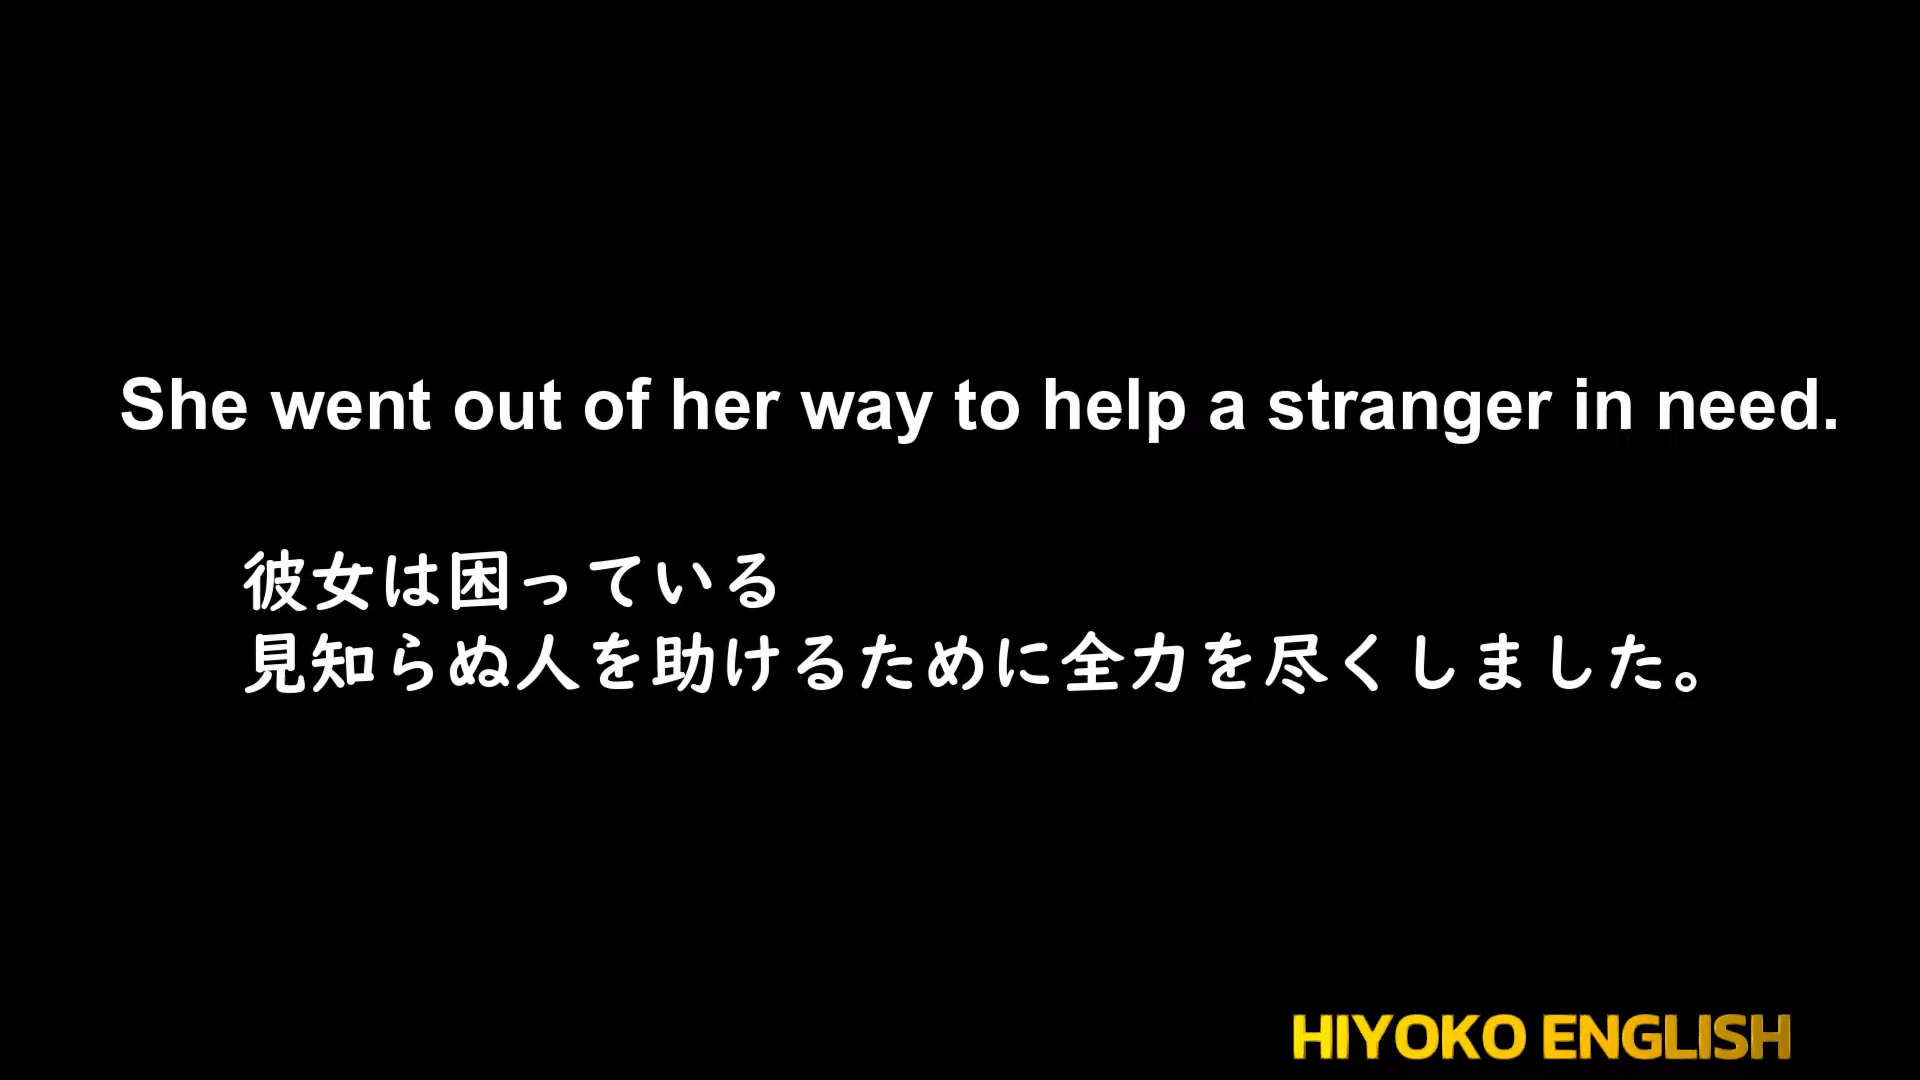 She went out of her way to help a stranger in need.
彼女は困っている
見知らぬ人を助けるために全力を尽くしました。
HIYOKO ENGLISH